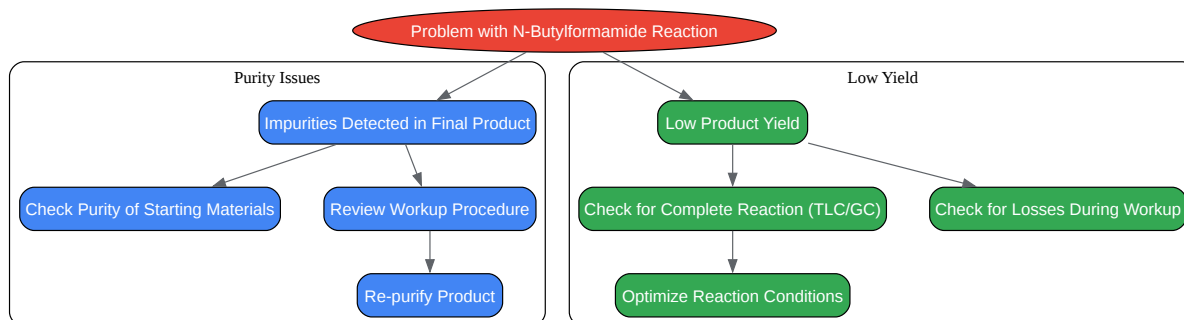 Problem with N-Butylformamide Reaction
Purity Issues
Impurities Detected in Final Product
Check Purity of Starting Materials
Review Workup Procedure
Re-purify Product
Low Yield
Low Product Yield
Check for Complete Reaction (TLC/GC)
Check for Losses During Workup
Optimize Reaction Conditions